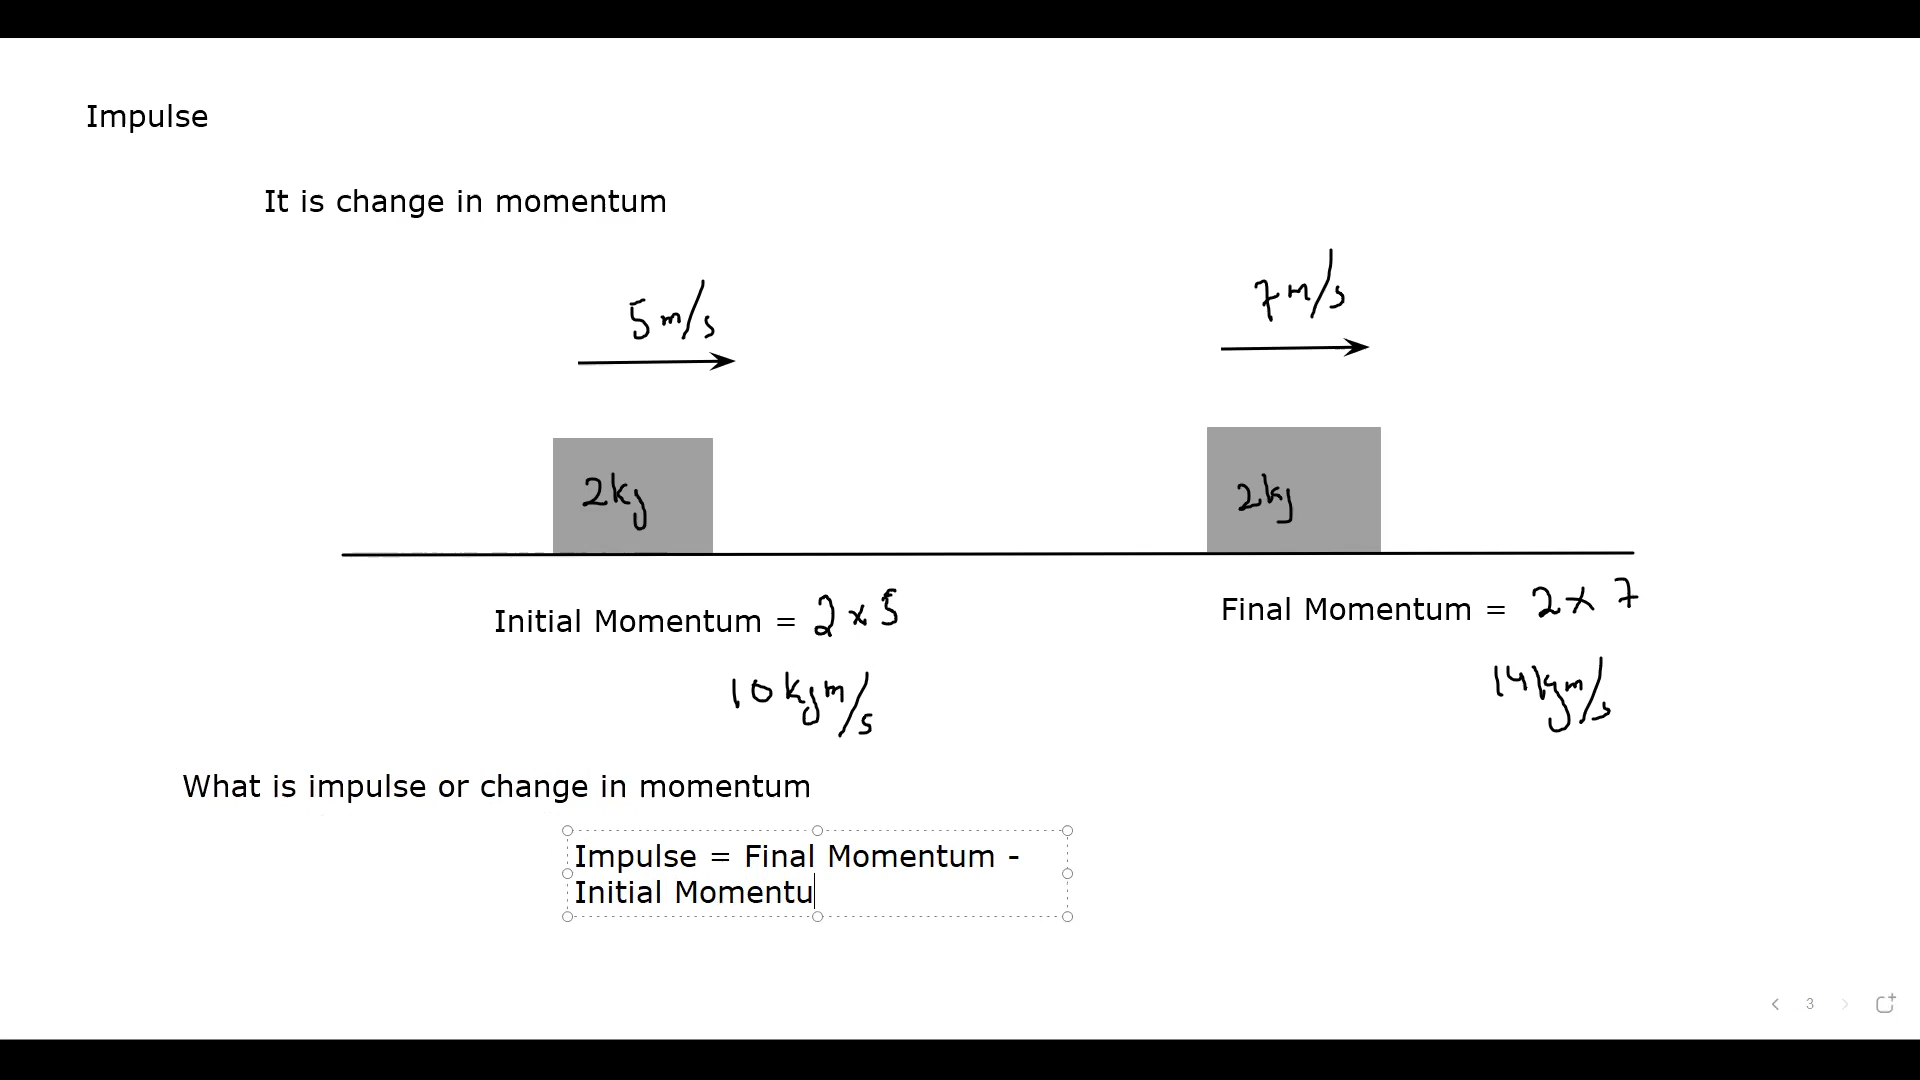 Impulse
It is change in momentum
5 m/s
7 m/s
2kg
2kg
Initial Momentum = 2 x 5
Final Momentum = 2 x 7
10 kgm/s
14 kgm/s
What is impulse or change in momentum
Impulse = Final Momentum -
Initial Momentu
3